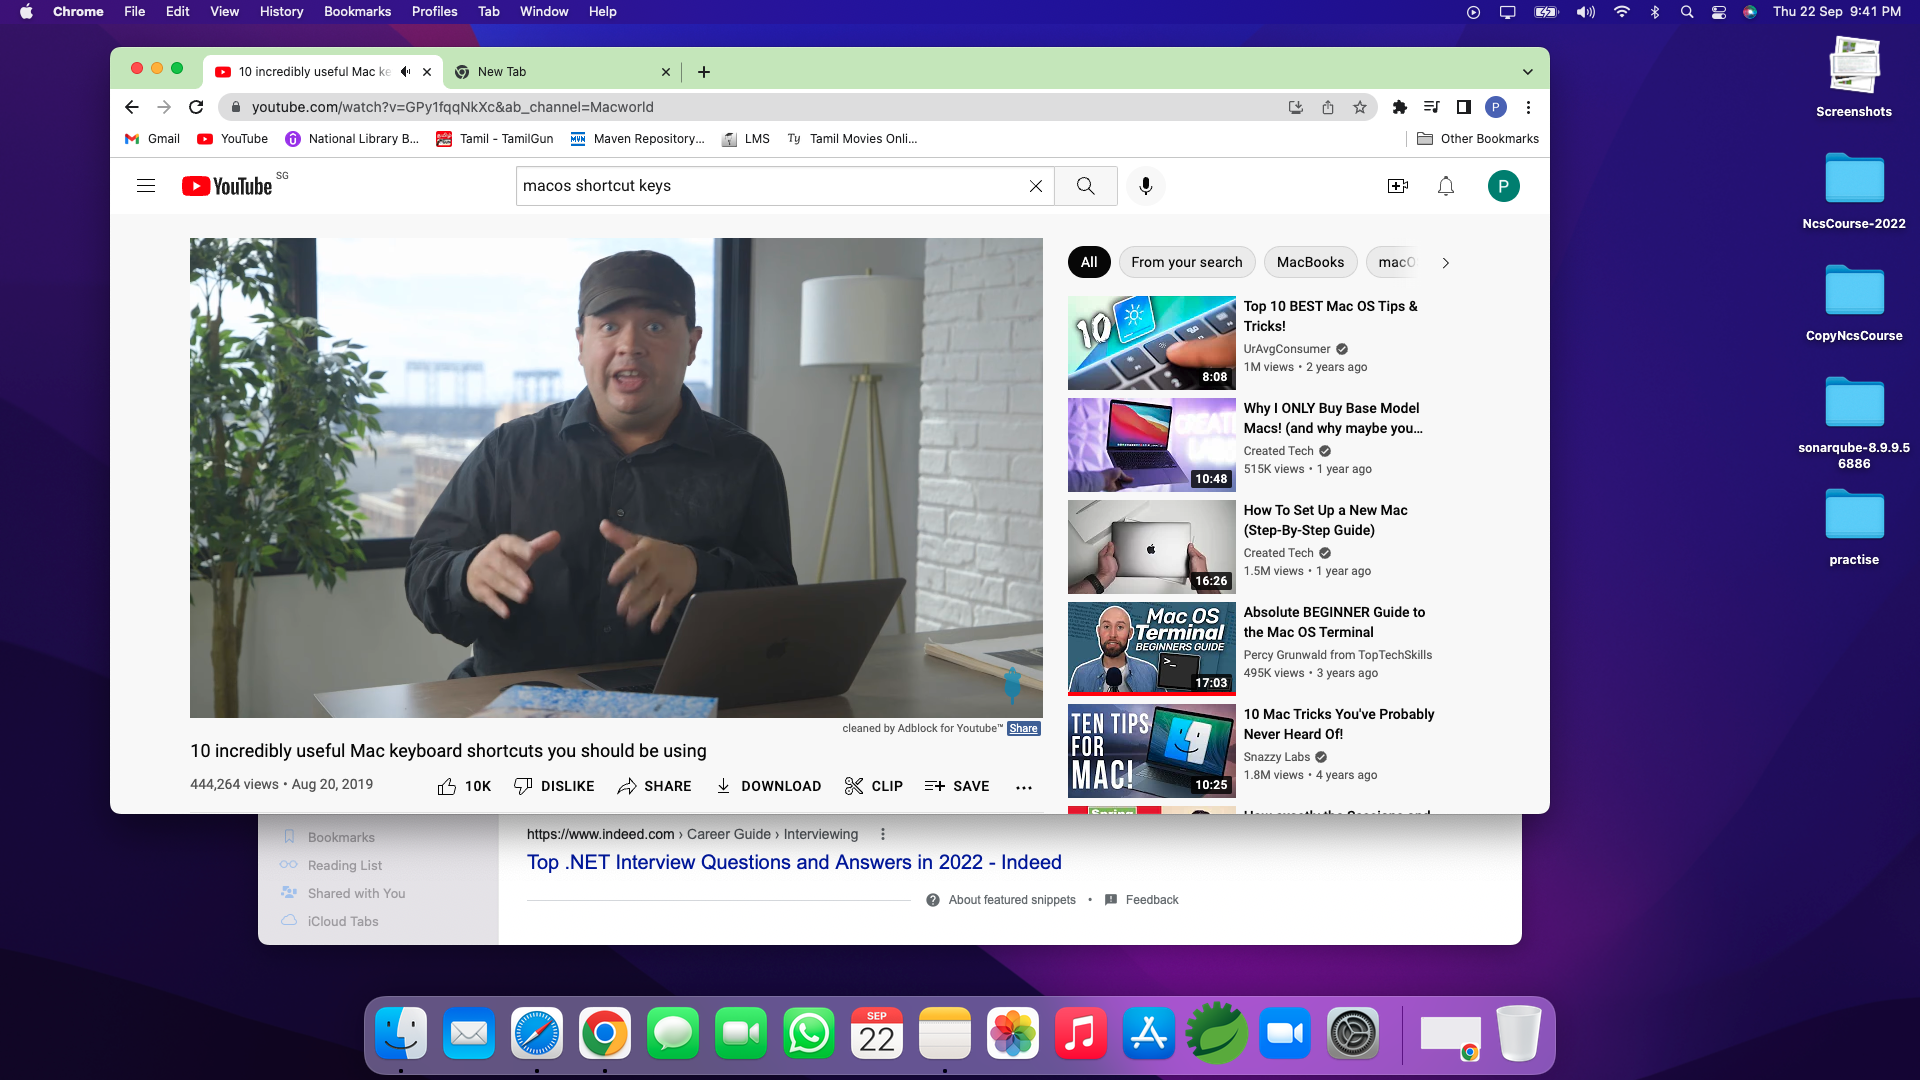 Chrome File Edit View History Bookmarks Profiles Tab Window Help
Thu 22 Sep 9:41 PM
10 incredibly useful Mac ke
New Tab
youtube.com/watch?v=GPy1fqqNkXc&ab_channel=Macworld
P
Gmail YouTube National Library B... Tamil - TamilGun Maven Repository... LMS Ty Tamil Movies Onli... Other Bookmarks
YouTube SG
macos shortcut keys
P
All From your search MacBooks macO
10
8:08
Top 10 BEST Mac OS Tips &
Tricks!
UrAvgConsumer
1M views • 2 years ago
10:48
Why I ONLY Buy Base Model
Macs! (and why maybe you...
Created Tech
515K views • 1 year ago
16:26
How To Set Up a New Mac
(Step-By-Step Guide)
Created Tech
1.5M views • 1 year ago
Mac OS
Terminal
BEGINNERS GUIDE
17:03
Absolute BEGINNER Guide to
the Mac OS Terminal
Percy Grunwald from TopTechSkills
495K views • 3 years ago
TEN TIPS
FOR
MAC!
10:25
10 Mac Tricks You've Probably
Never Heard Of!
Snazzy Labs
1.8M views • 4 years ago
cleaned by Adblock for Youtube™ Share
10 incredibly useful Mac keyboard shortcuts you should be using
444,264 views • Aug 20, 2019
10K DISLIKE SHARE DOWNLOAD CLIP SAVE ...
Bookmarks
Reading List
Shared with You
iCloud Tabs
https://www.indeed.com › Career Guide › Interviewing
Top .NET Interview Questions and Answers in 2022 - Indeed
About featured snippets • Feedback
Screenshots
NcsCourse-2022
CopyNcsCourse
sonarqube-8.9.9.5
6886
practise
SEP
22